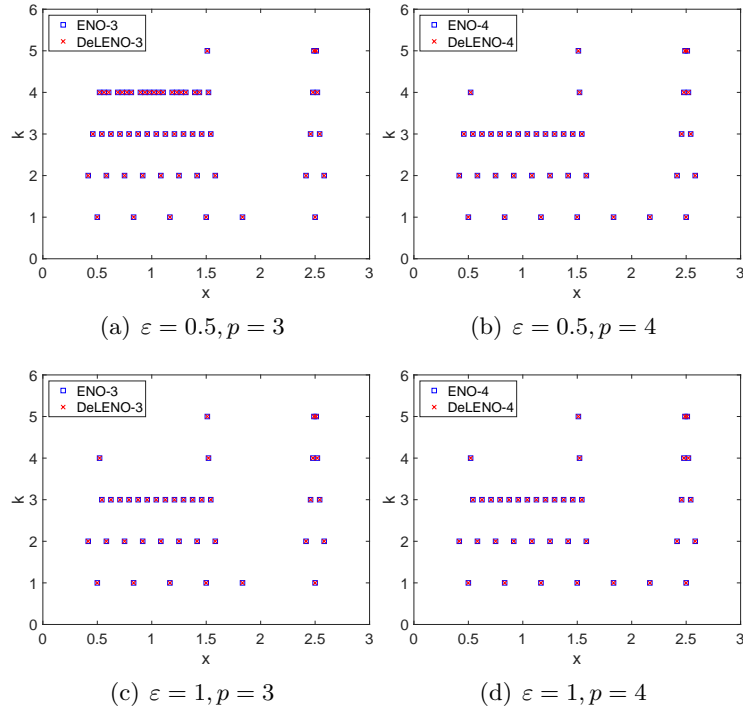 6
5
4
3
2
1
0
k
0
0.5
1
1.5
2
2.5
3
x
ENO-3
DeLENO-3
(a) ε = 0.5, p = 3
6
5
4
3
2
1
0
k
0
0.5
1
1.5
2
2.5
3
x
ENO-4
DeLENO-4
(b) ε = 0.5, p = 4
6
5
4
3
2
1
0
k
0
0.5
1
1.5
2
2.5
3
x
ENO-3
DeLENO-3
(c) ε = 1, p = 3
6
5
4
3
2
1
0
k
0
0.5
1
1.5
2
2.5
3
x
ENO-4
DeLENO-4
(d) ε = 1, p = 4